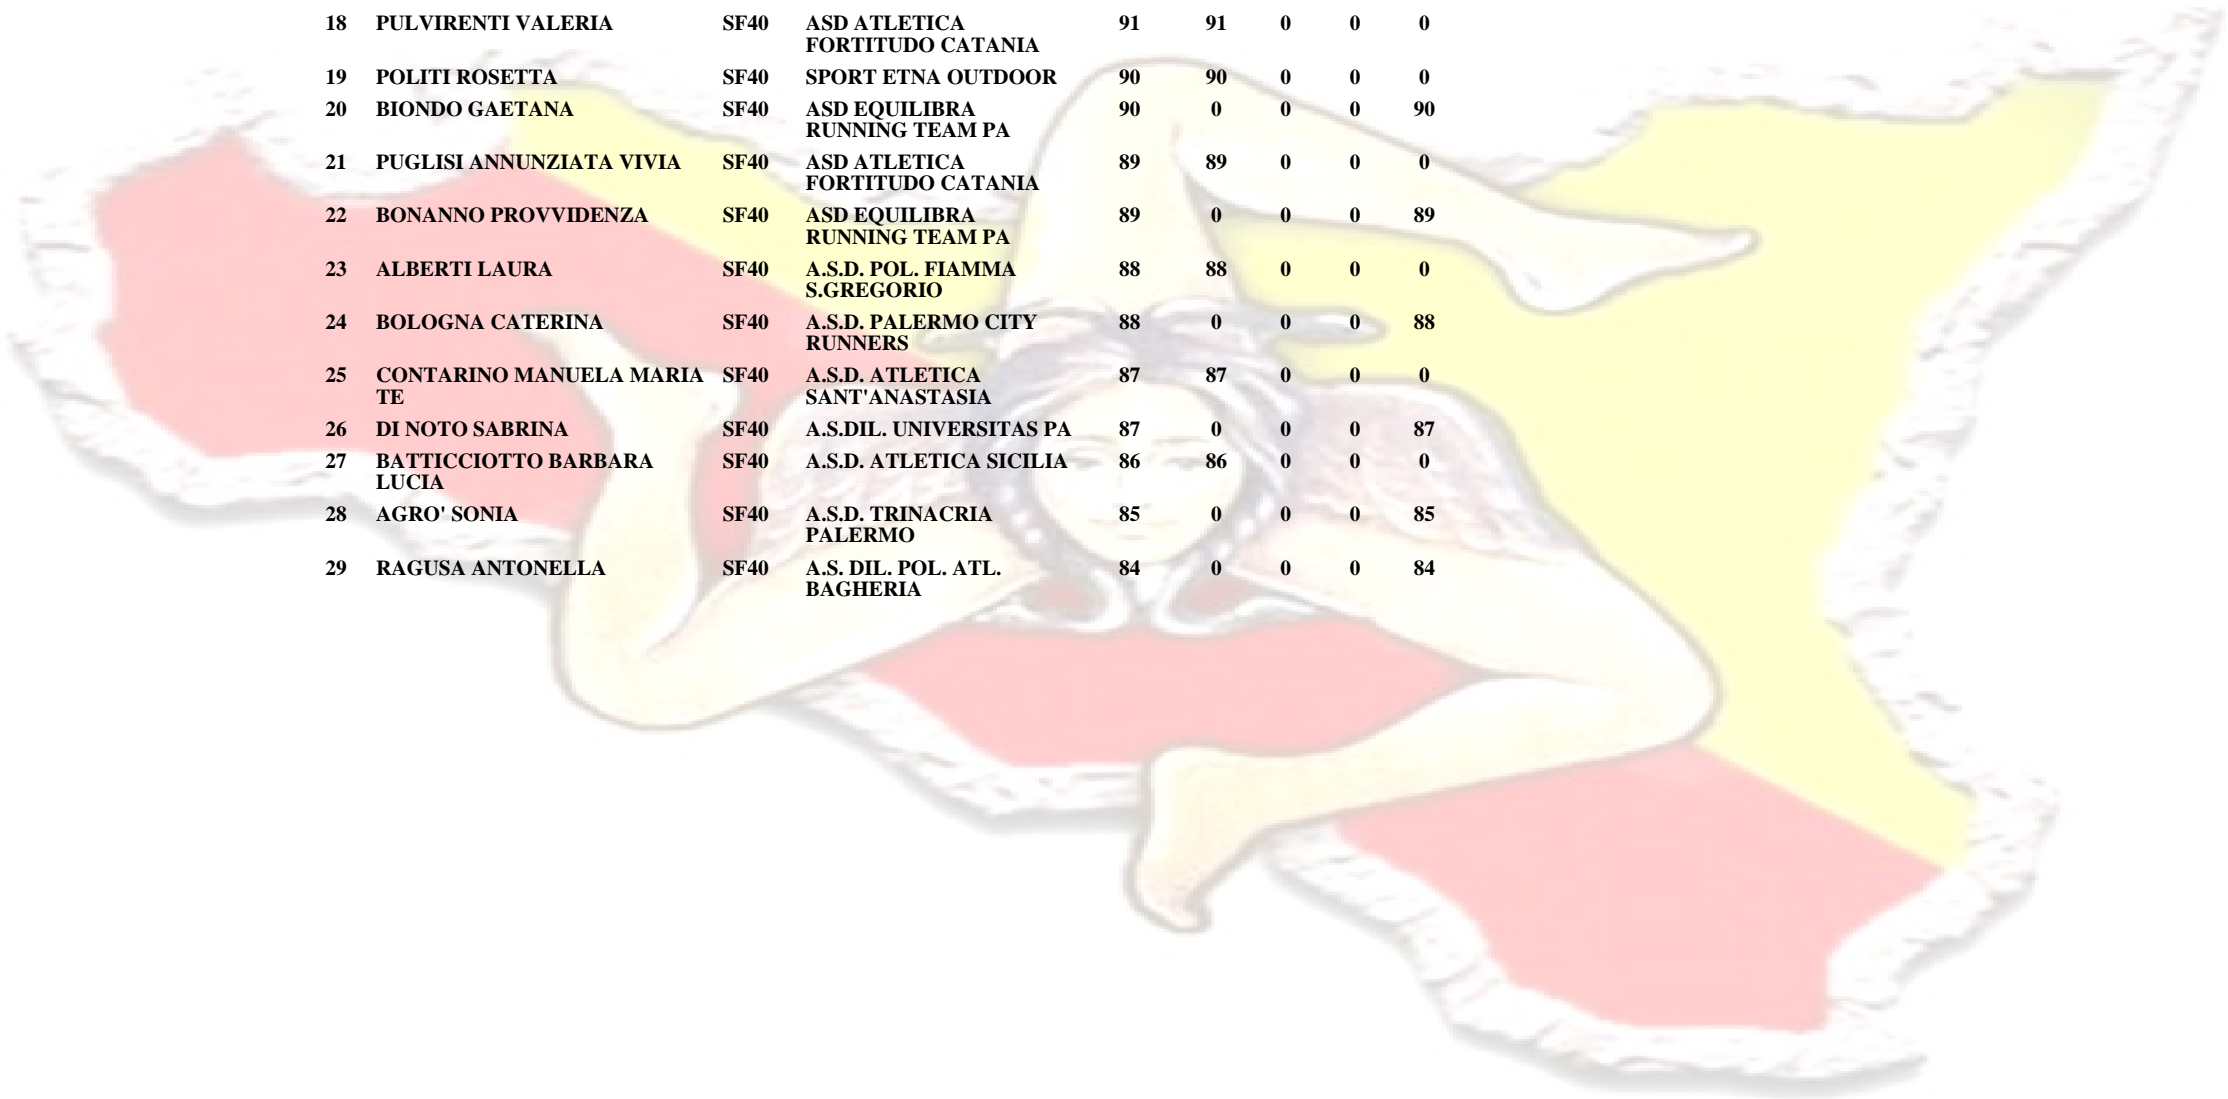 18 PULVIRENTI VALERIA SF40 ASD ATLETICA 91 91 0 0 0
FORTITUDO CATANIA
19 POLITI ROSETTA SF40 SPORT ETNA OUTDOOR 90 90 0 0 0
20 BIONDO GAETANA SF40 ASD EQUILIBRA 90 0 0 0 90
RUNNING TEAM PA
21 PUGLISI ANNUNZIATA VIVIA SF40 ASD ATLETICA 89 89 0 0 0
FORTITUDO CATANIA
22 BONANNO PROVVIDENZA SF40 ASD EQUILIBRA 89 0 0 0 89
RUNNING TEAM PA
23 ALBERTI LAURA SF40 A.S.D. POL. FIAMMA 88 88 0 0 0
S.GREGORIO
24 BOLOGNA CATERINA SF40 A.S.D. PALERMO CITY 88 0 0 0 88
RUNNERS
25 CONTARINO MANUELA MARIA SF40 A.S.D. ATLETICA 87 87 0 0 0
TE SANT'ANASTASIA
26 DI NOTO SABRINA SF40 A.S.DIL. UNIVERSITAS PA 87 0 0 0 87
27 BATTICCIOTTO BARBARA SF40 A.S.D. ATLETICA SICILIA 86 86 0 0 0
LUCIA
28 AGRO' SONIA SF40 A.S.D. TRINACRIA 85 0 0 0 85
PALERMO
29 RAGUSA ANTONELLA SF40 A.S. DIL. POL. ATL. 84 0 0 0 84
BAGHERIA